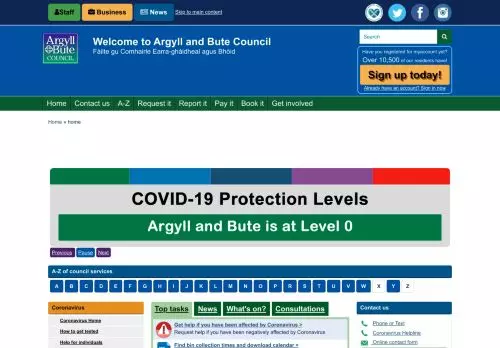 Staff
Business
News
Skip to main content
Argyll
Bute
COUNCIL
Welcome to Argyll and Bute Council
Fàilte gu Comhairle Earra-ghàidheal agus Bhòid
Search
Have you registered for myaccount yet?
Over 10,500 of our residents have!
Sign up today!
Already have an account? Sign in now
Home Contact us A-Z Request it Report it Pay it Book it Get involved
Home » home
COVID-19 Protection Levels
Argyll and Bute is at Level 0
Previous Pause Next
A-Z of council services
A B C D E F G H I J K L M N O P R S T U V W X Y Z
Coronavirus
Coronavirus Home
How to get tested
Help for individuals
Top tasks News What's on? Consultations
Get help if you have been affected by Coronavirus >
Request help if you have been negatively affected by Coronavirus
Find bin collection times and download calendar >
Contact us
Phone or Text
Coronavirus Helpline
Online contact form